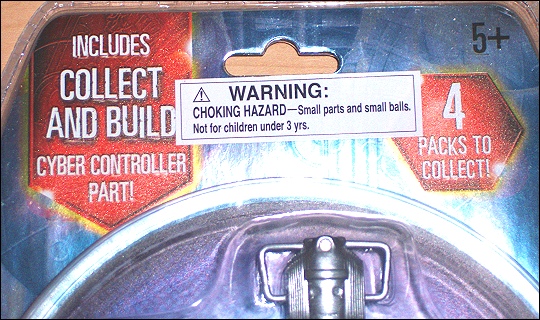 INCLUDES
COLLECT
AND BUILD
CYBER CONTROLLER
PART!
⚠ WARNING:
CHOKING HAZARD—Small parts and small balls.
Not for children under 3 yrs.
5+
4
PACKS TO
COLLECT!